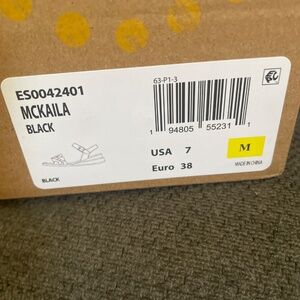 63-P1-3
ES0042401
MCKAILA
BLACK
1 94805 55231 1
USA 7
M
Euro 38
MADE IN CHINA
BLACK